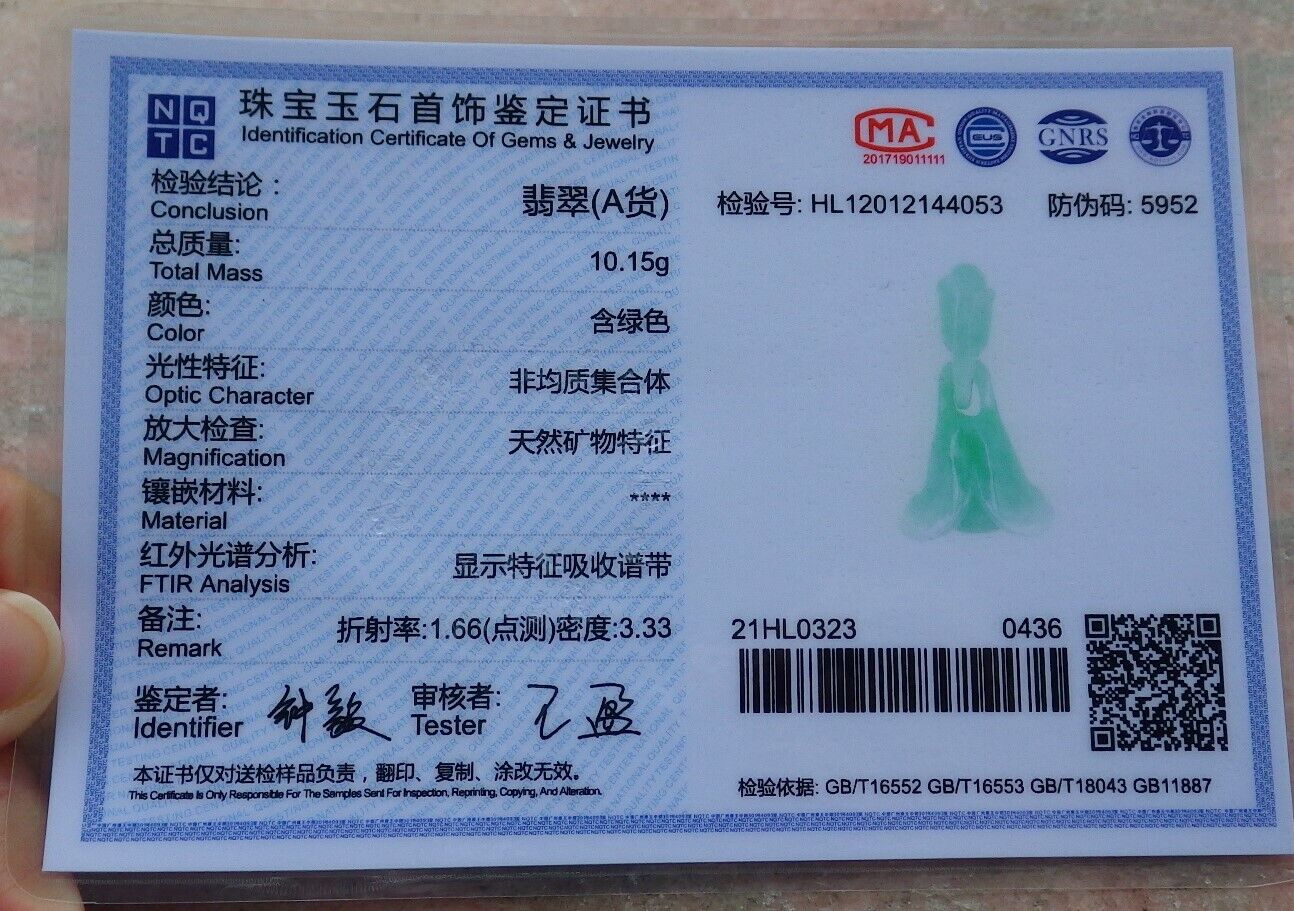 NQ
TC
珠宝玉石首饰鉴定证书
Identification Certificate Of Gems & Jewelry
检验结论：
Conclusion
翡翠(A货)
总质量:
Total Mass
10.15g
颜色:
Color
含绿色
光性特征:
Optic Character
非均质集合体
放大检查:
Magnification
天然矿物特征
镶嵌材料:
Material
****
红外光谱分析:
FTIR Analysis
显示特征吸收谱带
备注:
Remark
折射率:1.66(点测)密度:3.33
鉴定者:
Identifier
审核者:
Tester
本证书仅对送检样品负责，翻印、复制、涂改无效。
This Certificate Is Only Responsible For The Samples Sent For Inspection, Reprinting, Copying, And Alteration.
MA
201719011111
GNRS
检验号: HL12012144053 防伪码: 5952
21HL0323 0436
检验依据: GB/T16552 GB/T16553 GB/T18043 GB11887